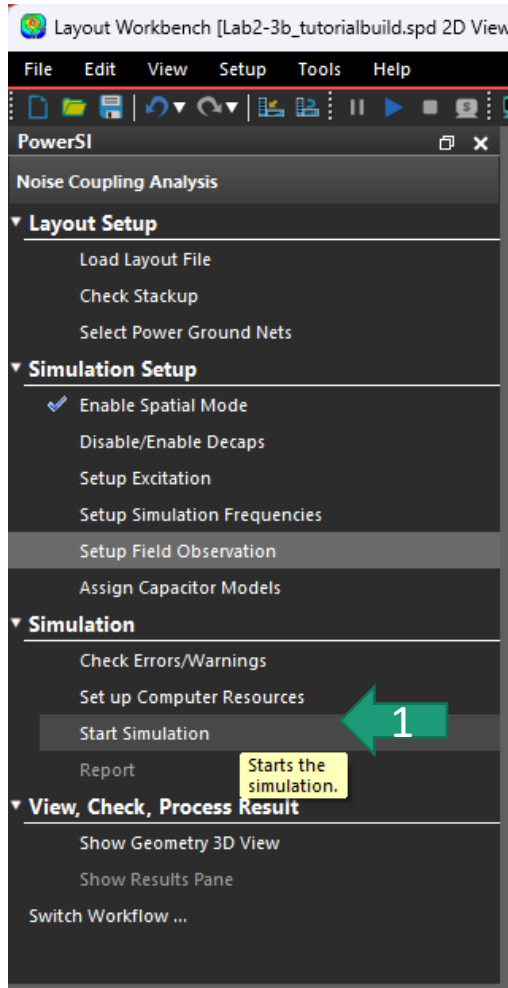 Layout Workbench [Lab2-3b_tutorialbuild.spd 2D View
File Edit View Setup Tools Help
PowerSI
Noise Coupling Analysis
Layout Setup
Load Layout File
Check Stackup
Select Power Ground Nets
Simulation Setup
Enable Spatial Mode
Disable/Enable Decaps
Setup Excitation
Setup Simulation Frequencies
Setup Field Observation
Assign Capacitor Models
Simulation
Check Errors/Warnings
Set up Computer Resources
1
Start Simulation
Report
Starts the
simulation.
View, Check, Process Result
Show Geometry 3D View
Show Results Pane
Switch Workflow ...